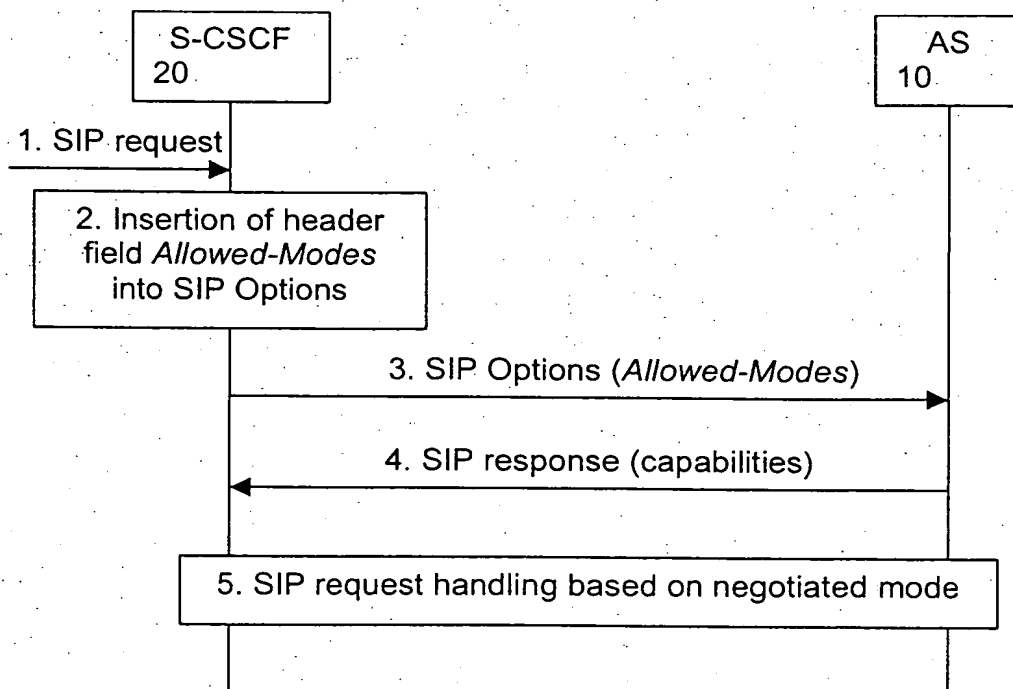 S-CSCF
20
AS
10
1. SIP request
2. Insertion of header
field Allowed-Modes
into SIP Options
3. SIP Options (Allowed-Modes)
4. SIP response (capabilities)
5. SIP request handling based on negotiated mode